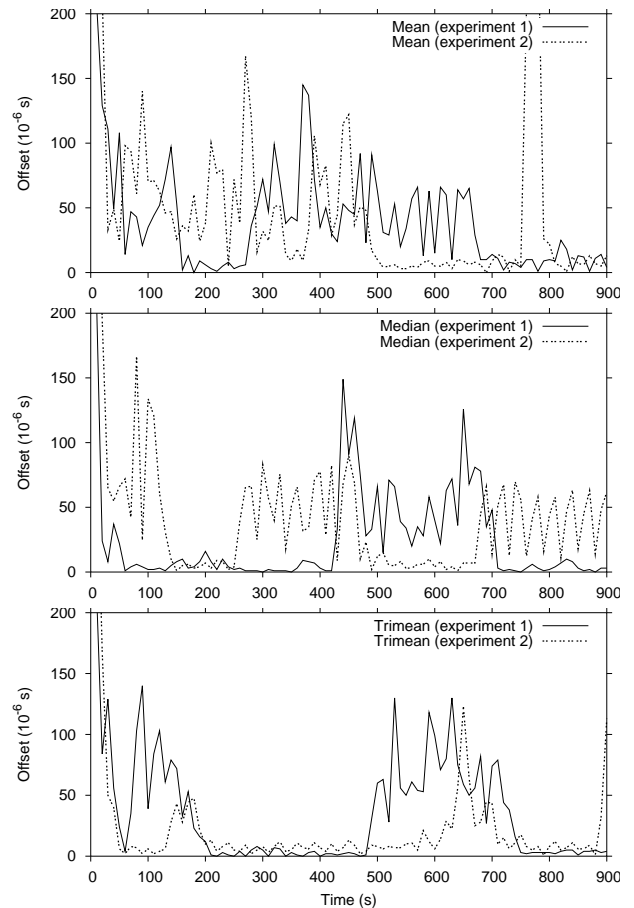 200
150
100
50
0
Offset (10⁻⁶ s)
Mean (experiment 1)
Mean (experiment 2)
0 100 200 300 400 500 600 700 800 900
200
150
100
50
0
Offset (10⁻⁶ s)
Median (experiment 1)
Median (experiment 2)
0 100 200 300 400 500 600 700 800 900
200
150
100
50
0
Offset (10⁻⁶ s)
Trimean (experiment 1)
Trimean (experiment 2)
0 100 200 300 400 500 600 700 800 900
Time (s)